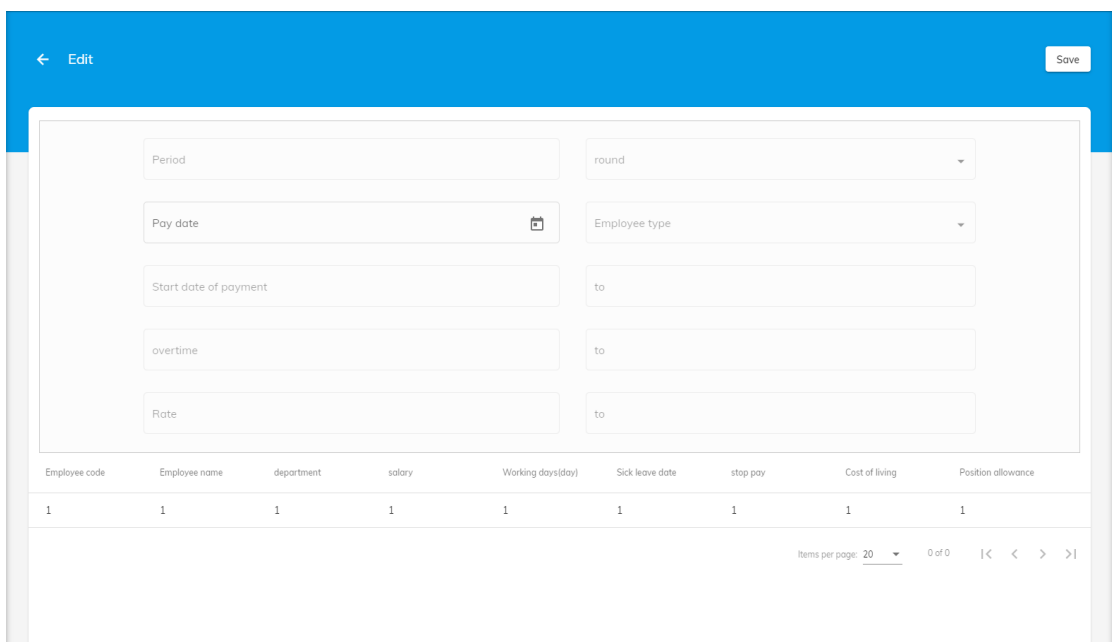 Edit Save
Period round
Pay date Employee type
Start date of payment to
overtime to
Rate to
Employee code Employee name department salary Working days(day) Sick leave date stop pay Cost of living Position allowance
1 1 1 1 1 1 1 1 1
Items per page: 20 0 of 0